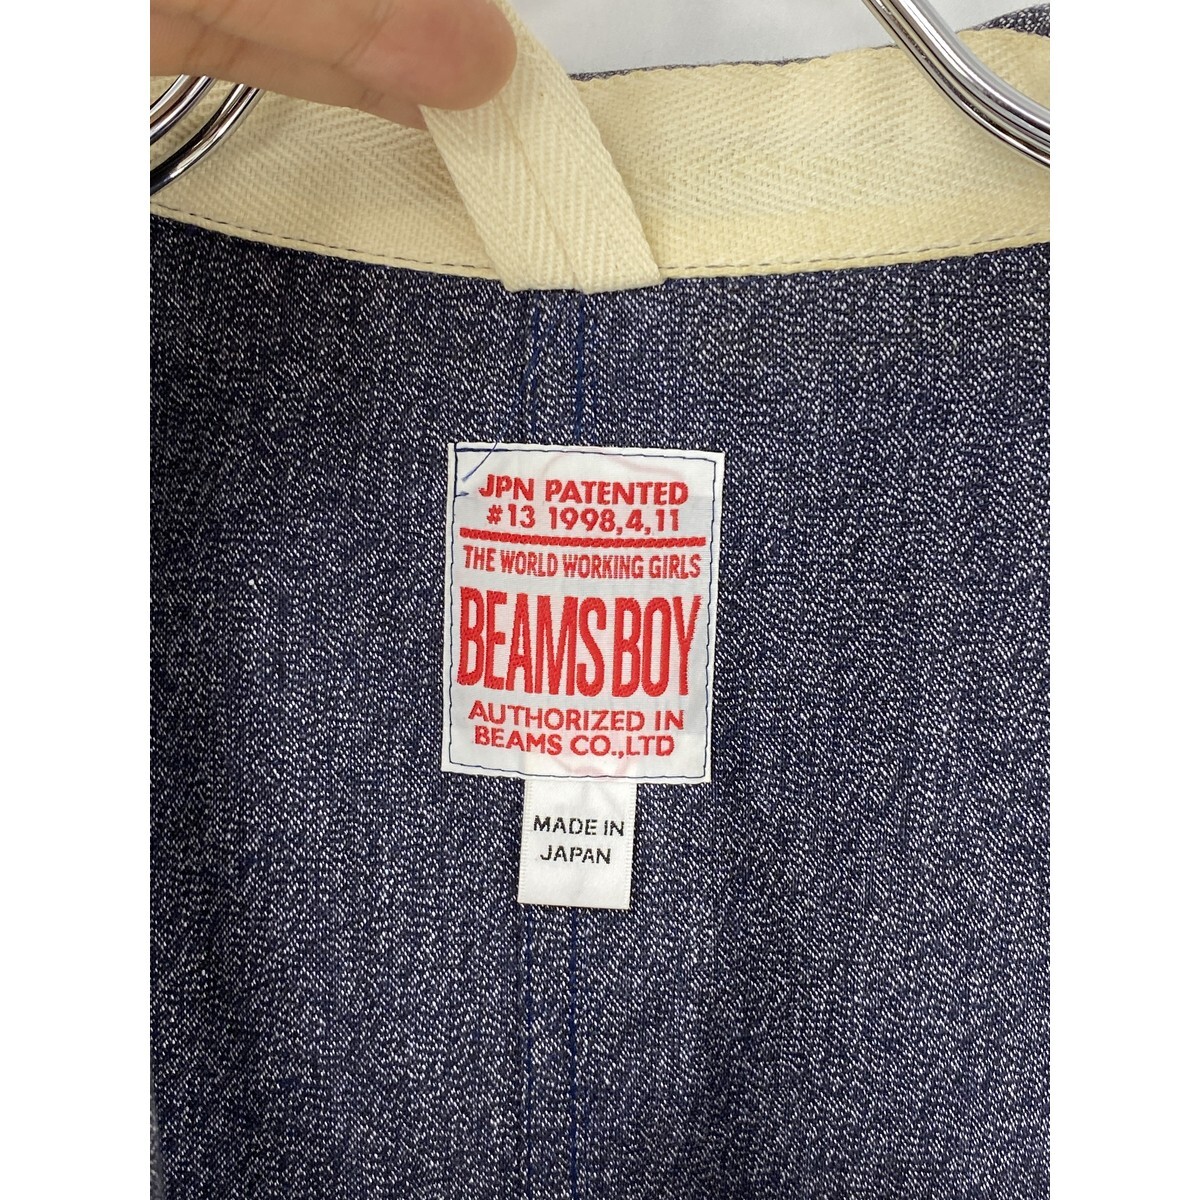 JPN PATENTED
#13 1998,4,11
THE WORLD WORKING GIRLS
BEAMS BOY
AUTHORIZED IN
BEAMS CO.,LTD
MADE IN
JAPAN